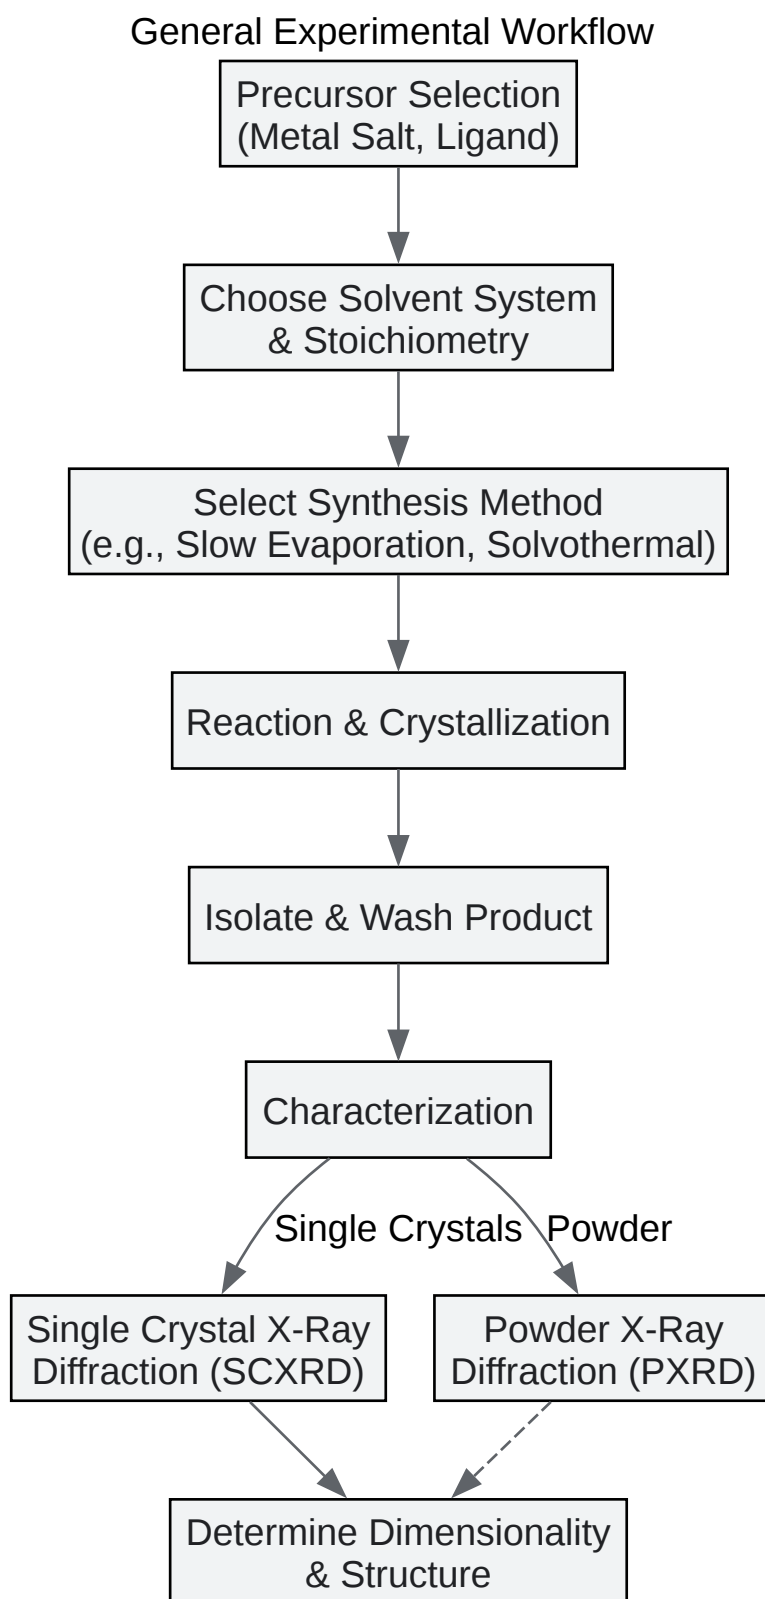 General Experimental Workflow
Precursor Selection
(Metal Salt, Ligand)
Choose Solvent System
& Stoichiometry
Select Synthesis Method
(e.g., Slow Evaporation, Solvothermal)
Reaction & Crystallization
Isolate & Wash Product
Characterization
Single Crystals
Powder
Single Crystal X-Ray
Diffraction (SCXRD)
Powder X-Ray
Diffraction (PXRD)
Determine Dimensionality
& Structure